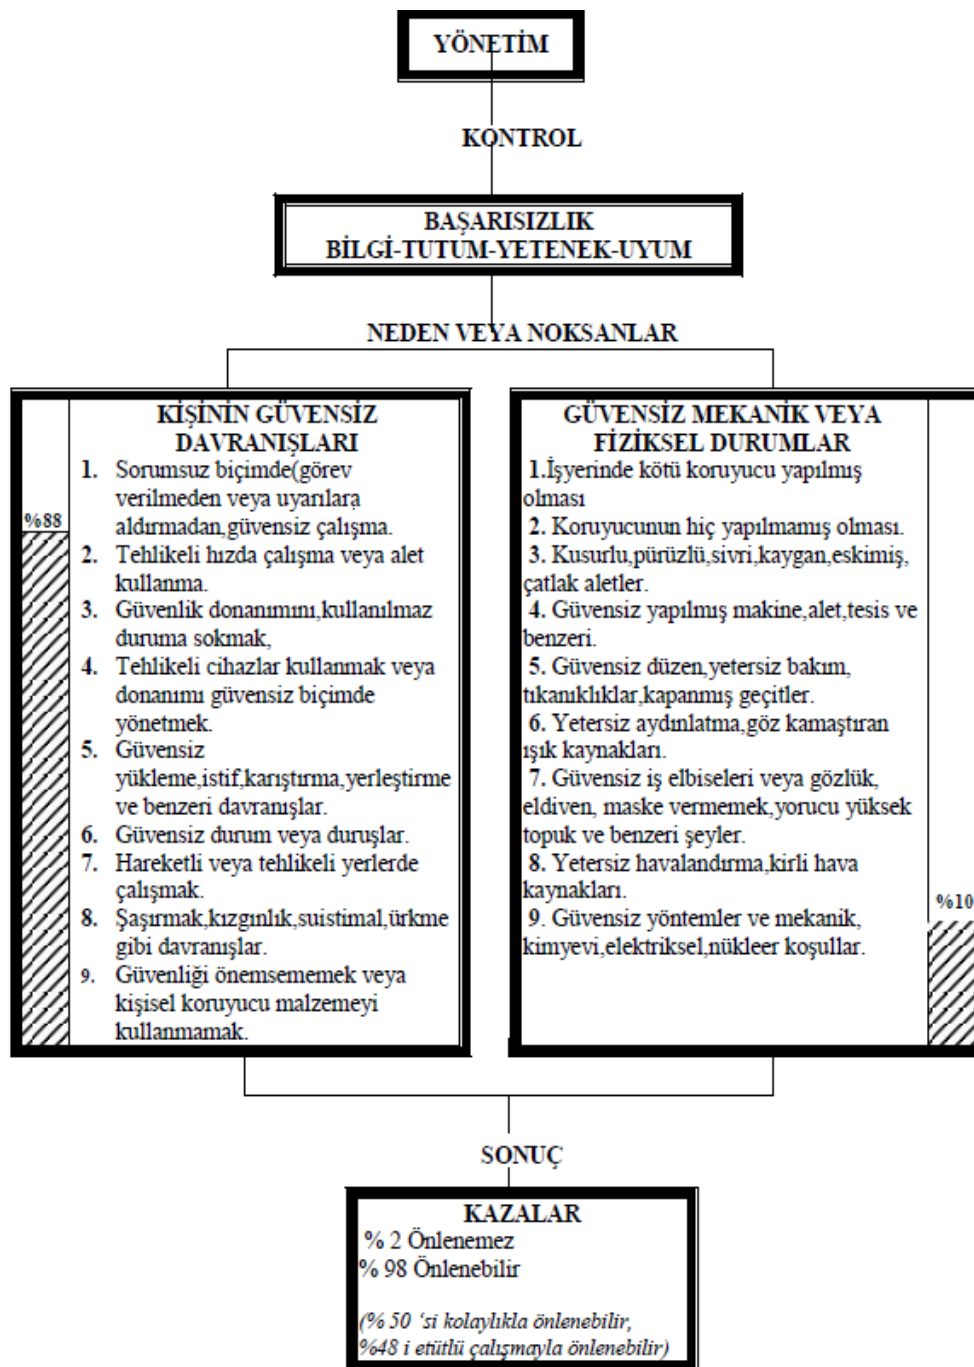 YÖNETİM
KONTROL
BAŞARISIZLIK
BİLGİ-TUTUM-YETENEK-UYUM
NEDEN VEYA NOKSANLAR
KİŞİNİN GÜVENSİZ
DAVRANIŞLARI
1. Sorumsuz biçimde(görev
verilmeden veya uyarılara
aldırmadan,güvensiz çalışma.
2. Tehlikeli hızda çalışma veya alet
kullanma.
3. Güvenlik donanımını,kullanılmaz
duruma sokmak,
4. Tehlikeli cihazlar kullanmak veya
donanımı güvensiz biçimde
yönetmek.
5. Güvensiz
yükleme,istif,karıştırma,yerleştirme
ve benzeri davranışlar.
6. Güvensiz durum veya duruşlar.
7. Hareketli veya tehlikeli yerlerde
çalışmak.
8. Şaşırmak,kızgınlık,suistimal,ürkme
gibi davranışlar.
9. Güvenliği önemsememek veya
kişisel koruyucu malzemeyi
kullanmamak.
%88
GÜVENSİZ MEKANİK VEYA
FİZİKSEL DURUMLAR
1.İşyerinde kötü koruyucu yapılmış
olması
2. Koruyucunun hiç yapılmamış olması.
3. Kusurlu,pürüzlü,sivri,kaygan,eskimiş,
çatlak aletler.
4. Güvensiz yapılmış makine,alet,tesis ve
benzeri.
5. Güvensiz düzen,yetersiz bakım,
tıkanıklıklar,kapanmış geçitler.
6. Yetersiz aydınlatma,göz kamaştıran
ışık kaynakları.
7. Güvensiz iş elbiseleri veya gözlük,
eldiven, maske vermemek,yorucu yüksek
topuk ve benzeri şeyler.
8. Yetersiz havalandırma,kirli hava
kaynakları.
9. Güvensiz yöntemler ve mekanik,
kimyevi,elektriksel,nükleer koşullar.
%10
SONUÇ
KAZALAR
% 2 Önlenemez
% 98 Önlenebilir
(% 50 ‘si kolaylıkla önlenebilir,
%48 i etütlü çalışmayla önlenebilir)